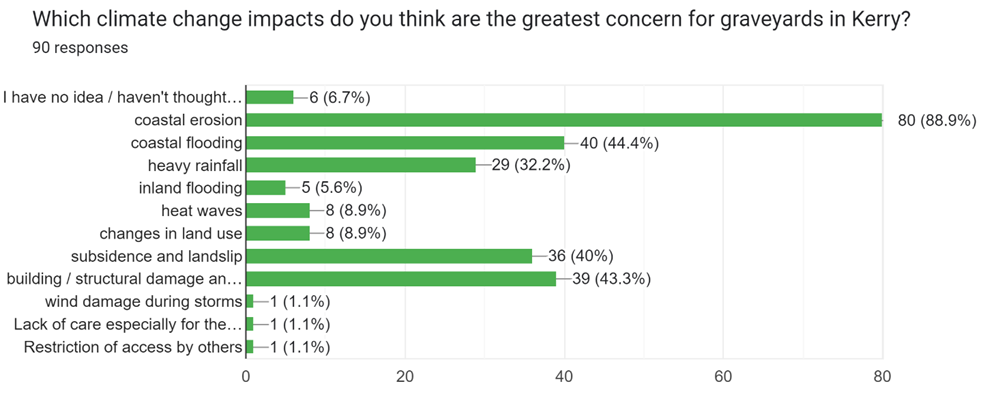 Which climate change impacts do you think are the greatest concern for graveyards in Kerry?
90 responses
I have no idea / haven't thought… 6 (6.7%)
coastal erosion 80 (88.9%)
coastal flooding 40 (44.4%)
heavy rainfall 29 (32.2%)
inland flooding 5 (5.6%)
heat waves 8 (8.9%)
changes in land use 8 (8.9%)
subsidence and landslip 36 (40%)
building / structural damage an… 39 (43.3%)
wind damage during storms 1 (1.1%)
Lack of care especially for the… 1 (1.1%)
Restriction of access by others 1 (1.1%)
0 20 40 60 80